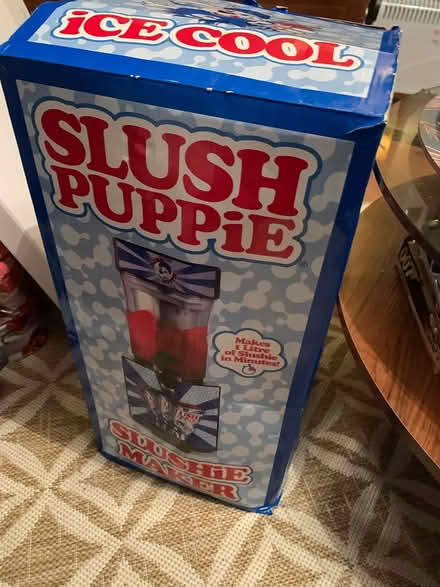 iCE COOL
SLUSH
PUPPiE
Makes
1 Litre
of Slushie
in Minutes!
SLUSHiE
MAKER